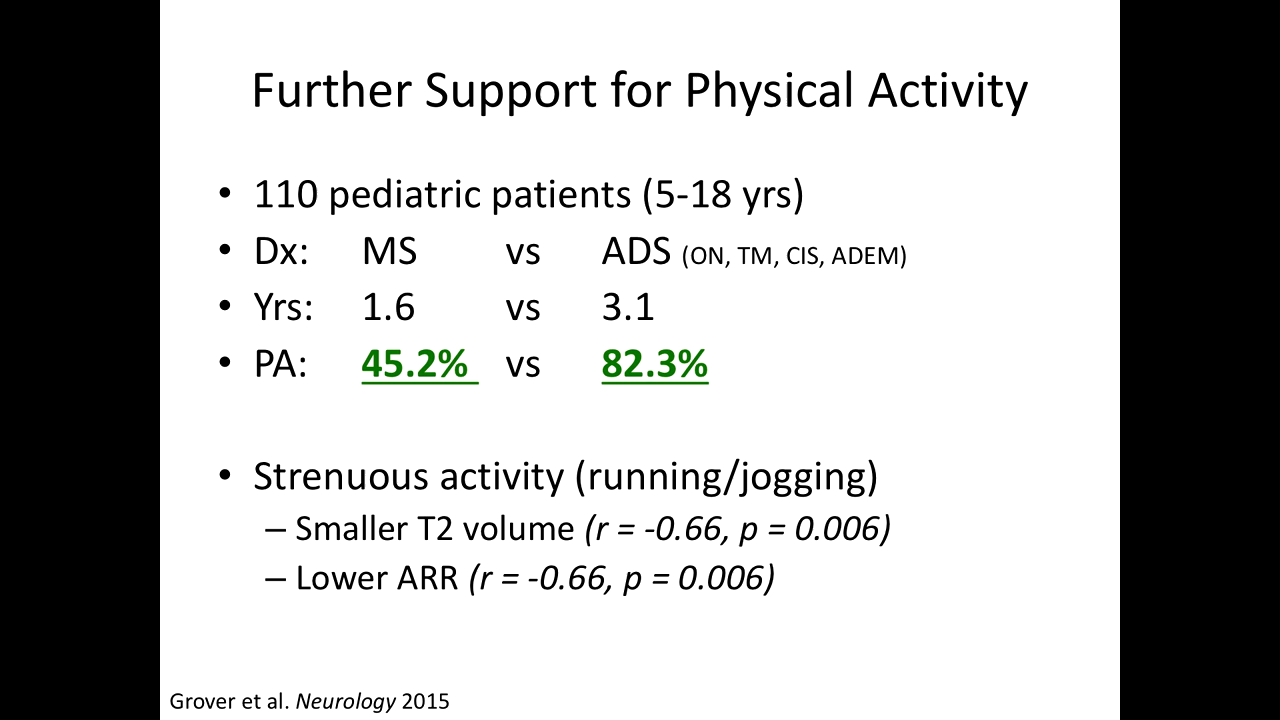 Further Support for Physical Activity
• 110 pediatric patients (5-18 yrs)
• Dx: MS vs ADS (ON, TM, CIS, ADEM)
• Yrs: 1.6 vs 3.1
• PA: 45.2% vs 82.3%
• Strenuous activity (running/jogging)
– Smaller T2 volume (r = -0.66, p = 0.006)
– Lower ARR (r = -0.66, p = 0.006)
Grover et al. Neurology 2015